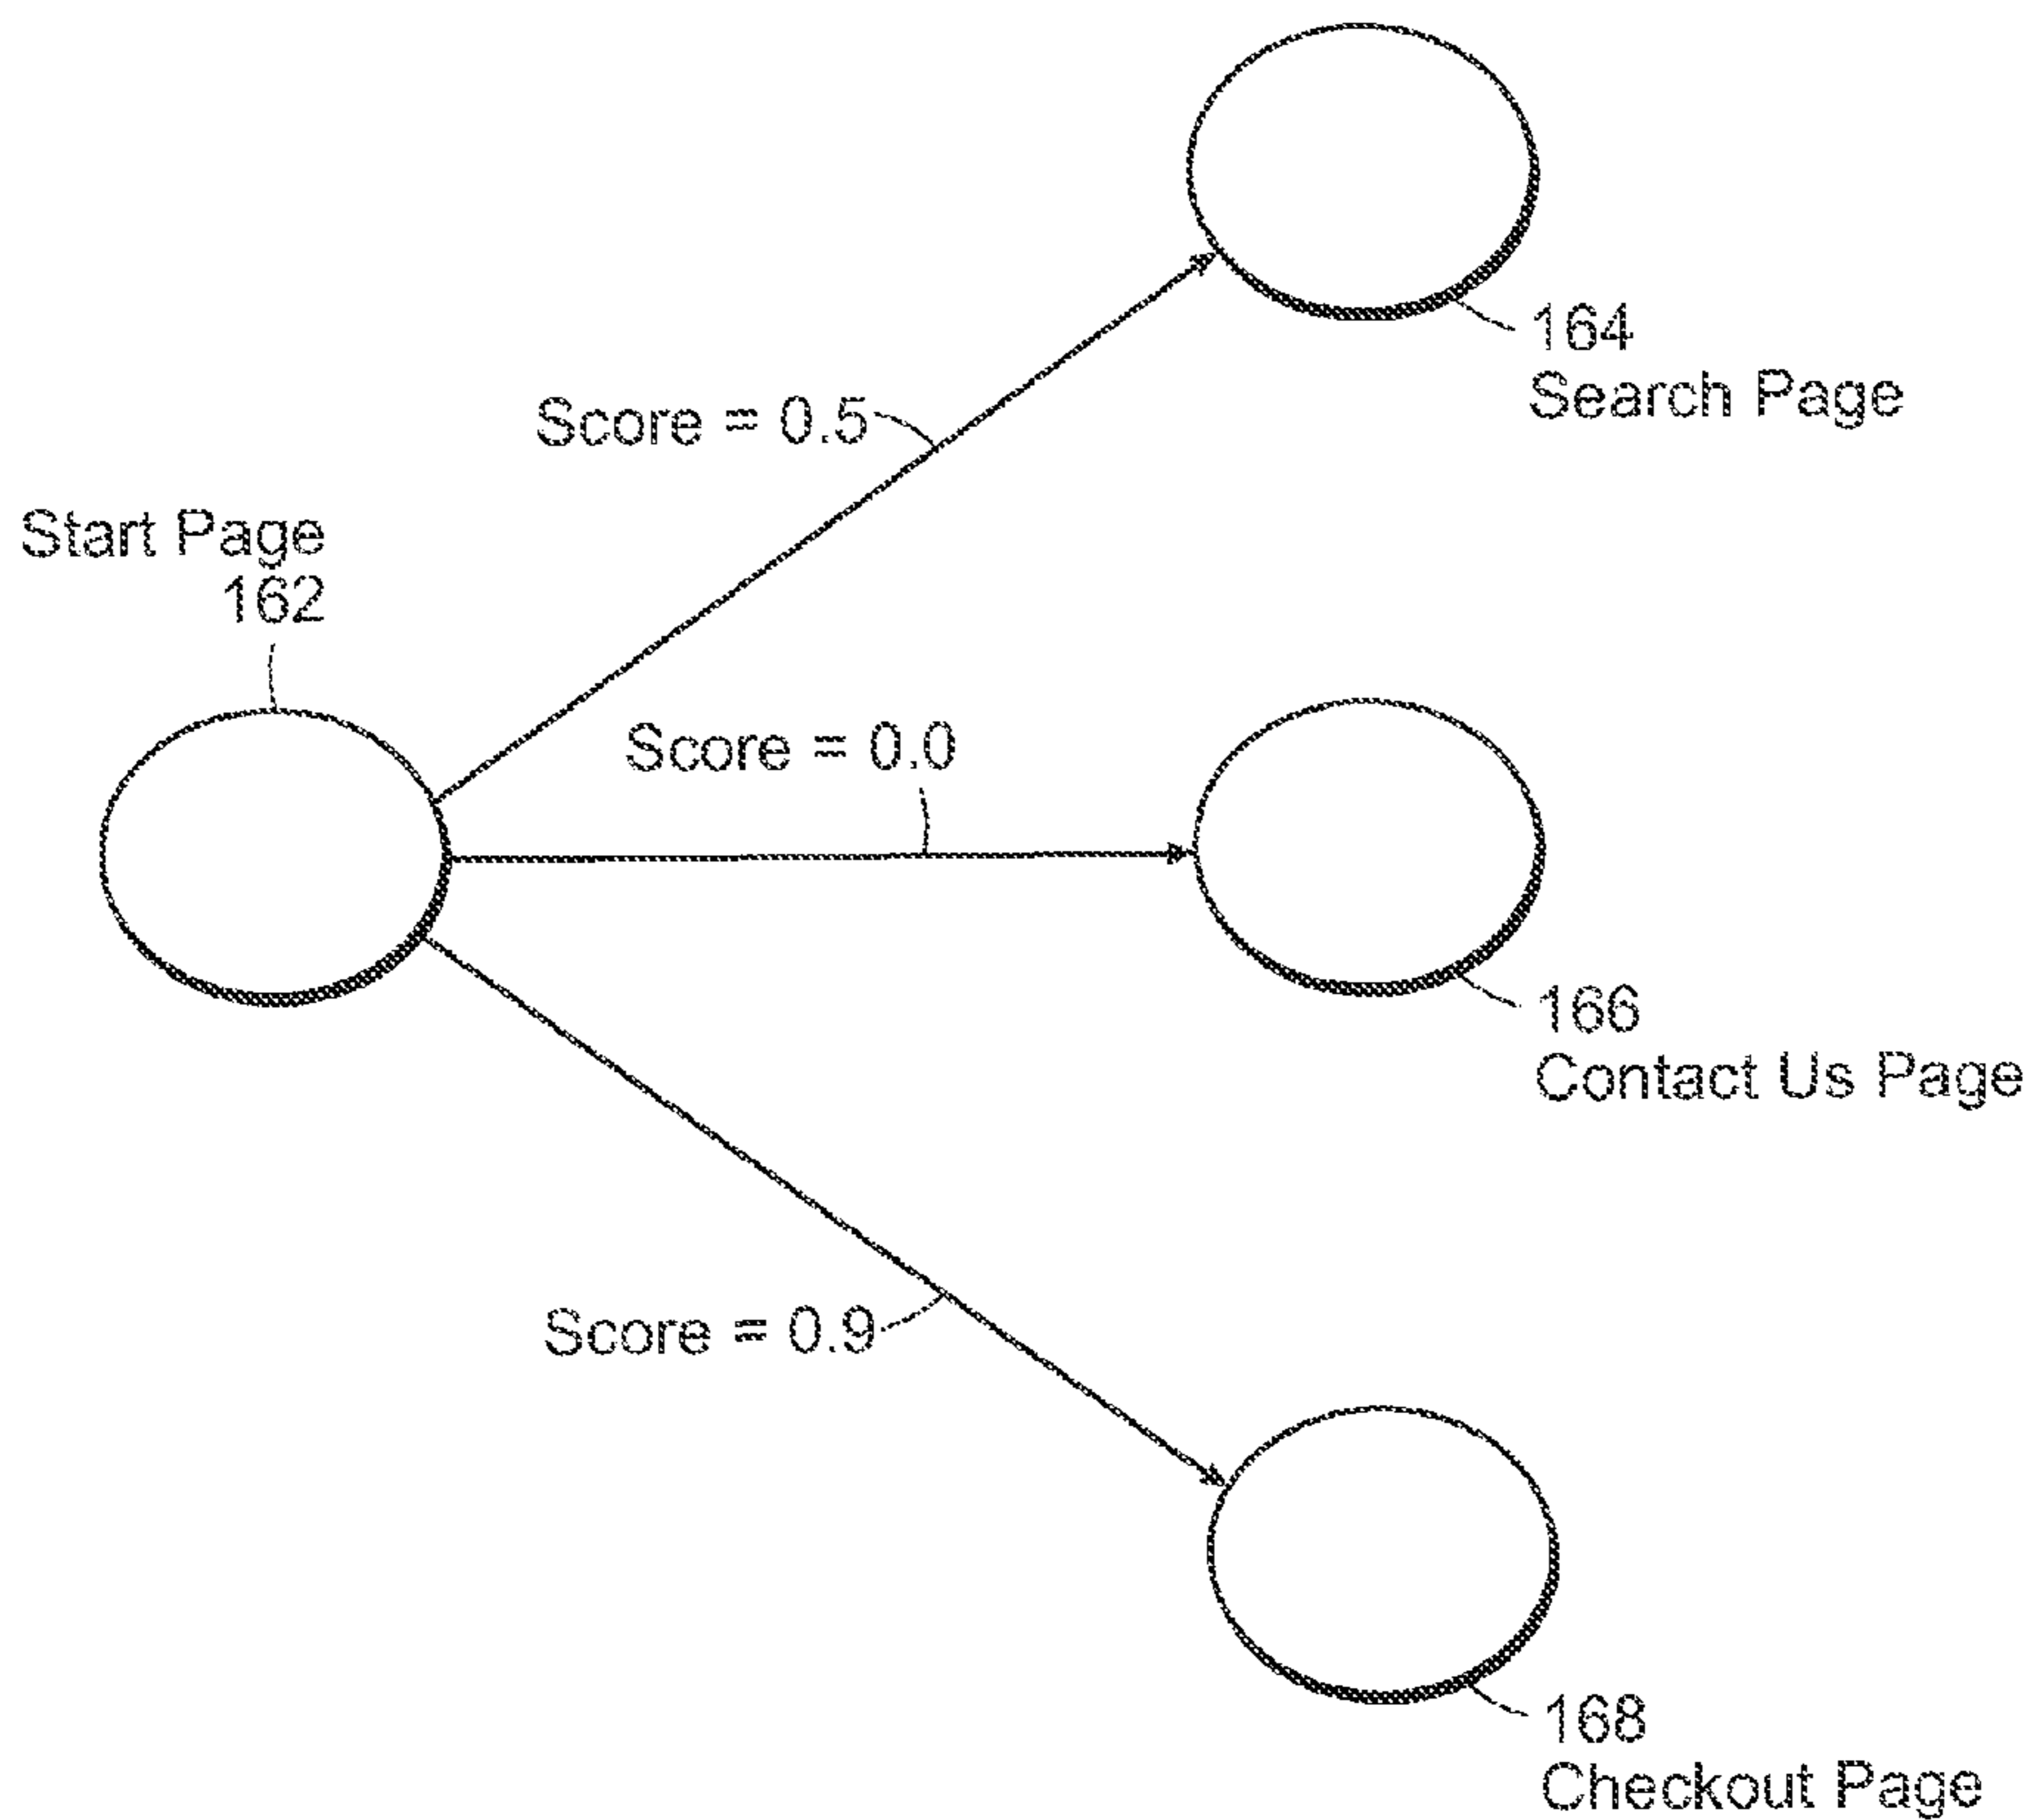 164
Search Page
Score = 0.5
Start Page
162
Score = 0.0
166
Contact Us Page
Score = 0.9
168
Checkout Page